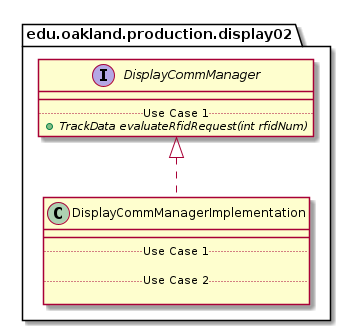 edu.oakland.production.display02
I DisplayCommManager
Use Case 1
TrackData evaluateRfidRequest(int rfidNum)
C DisplayCommManagerImplementation
Use Case 1
Use Case 2